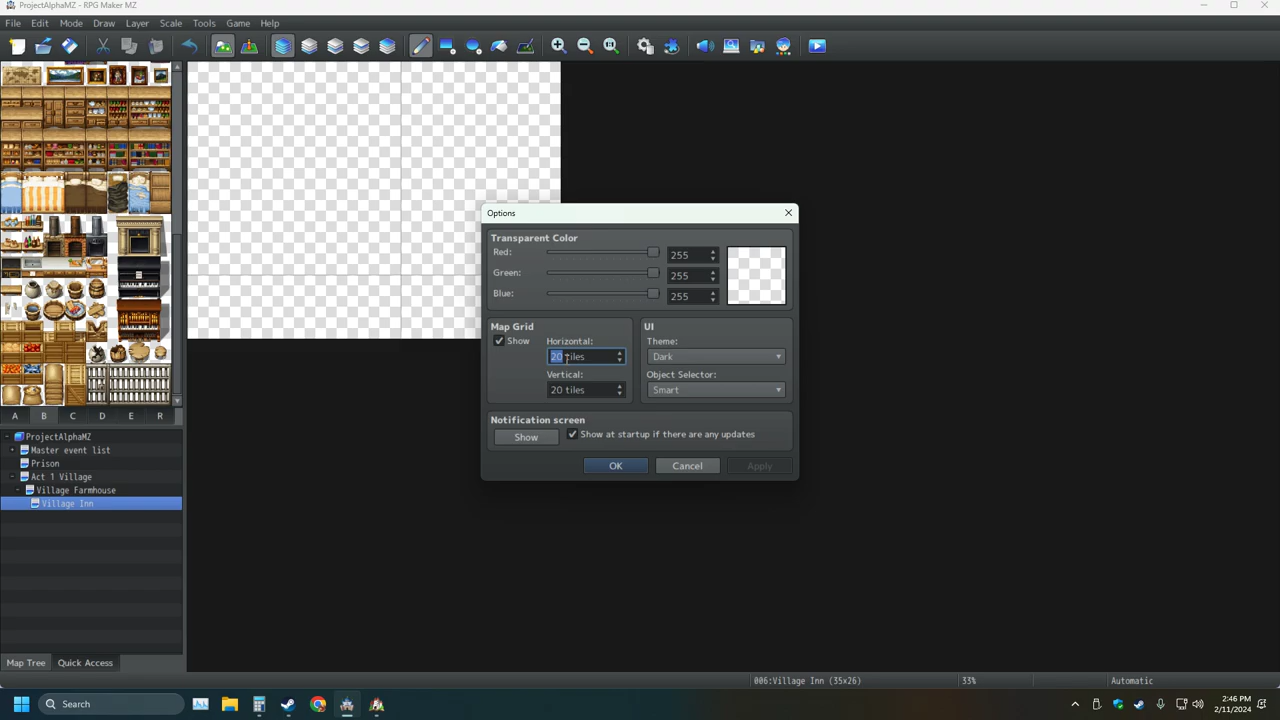 ProjectAlphaMZ - RPG Maker MZ
File Edit Mode Draw Layer Scale Tools Game Help
Options
Transparent Color
Red: 255
Green: 255
Blue: 255
Map Grid
Show
Horizontal:
20 tiles
Vertical:
20 tiles
UI
Theme:
Dark
Object Selector:
Smart
Notification screen
Show
Show at startup if there are any updates
OK Cancel Apply
A B C D E R
ProjectAlphaMZ
Master event list
Prison
Act 1 Village
Village Farmhouse
Village Inn
Map Tree Quick Access
006:Village Inn (35x26) 33% Automatic
Search
2:46 PM
2/11/2024